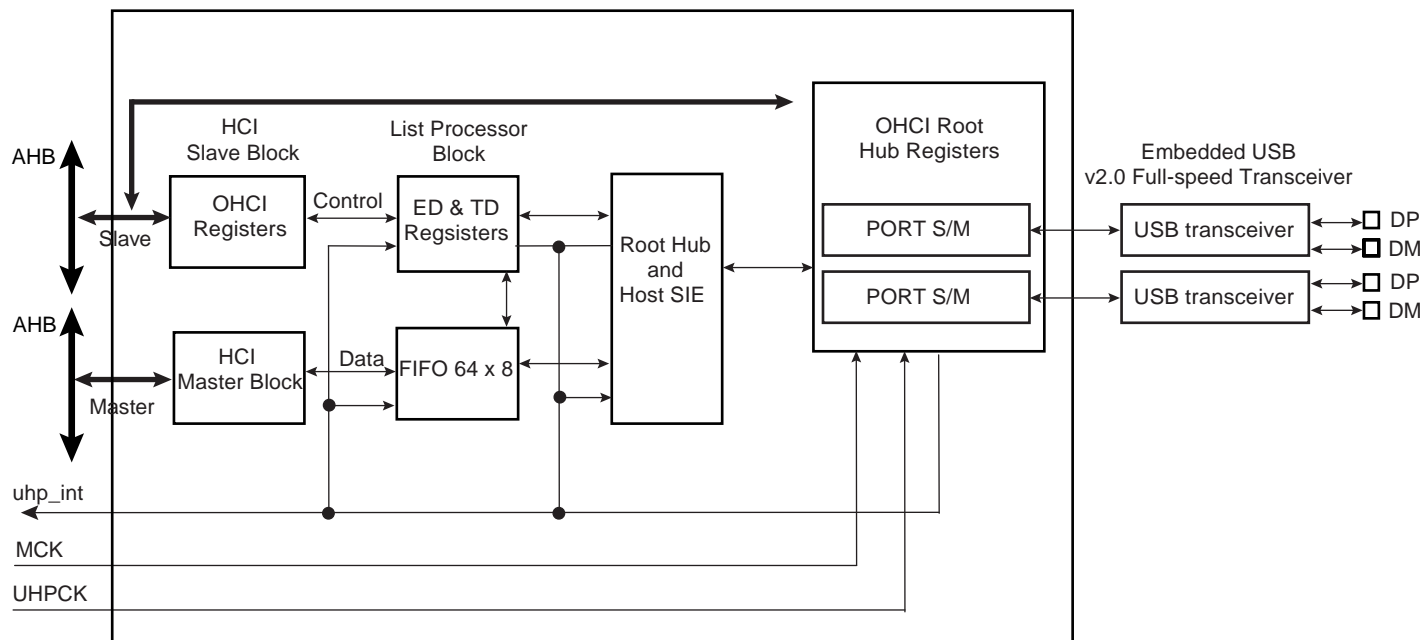 HCI
Slave Block
List Processor
Block
OHCI Root
Hub Registers
Embedded USB
v2.0 Full-speed Transceiver
AHB
Slave
OHCI
Registers
Control
ED & TD
Regsisters
Root Hub
and
Host SIE
PORT S/M
USB transceiver
DP
DM
PORT S/M
USB transceiver
DP
DM
AHB
Master
HCI
Master Block
Data
FIFO 64 x 8
uhp_int
MCK
UHPCK